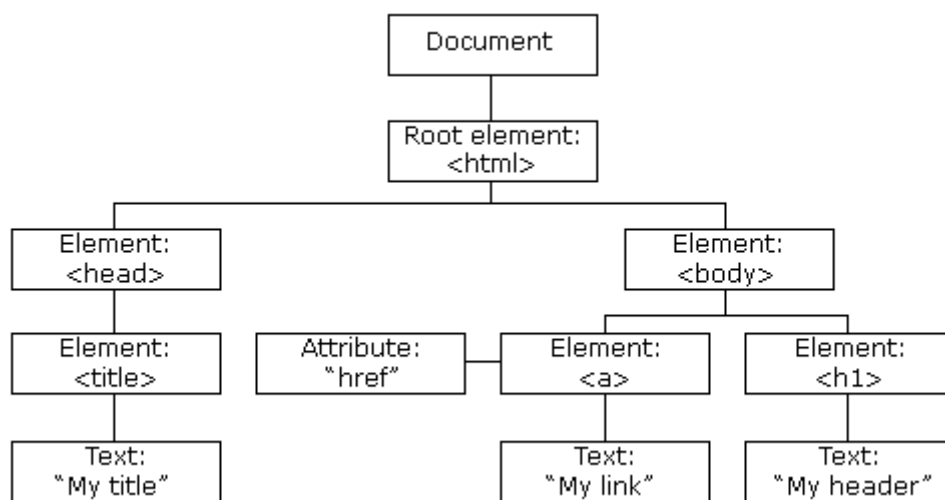 Document
Root element:
<html>
Element:
<head>
Element:
<body>
Element:
<title>
Attribute:
“href”
Element:
<a>
Element:
<h1>
Text:
“My title”
Text:
“My link”
Text:
“My header”